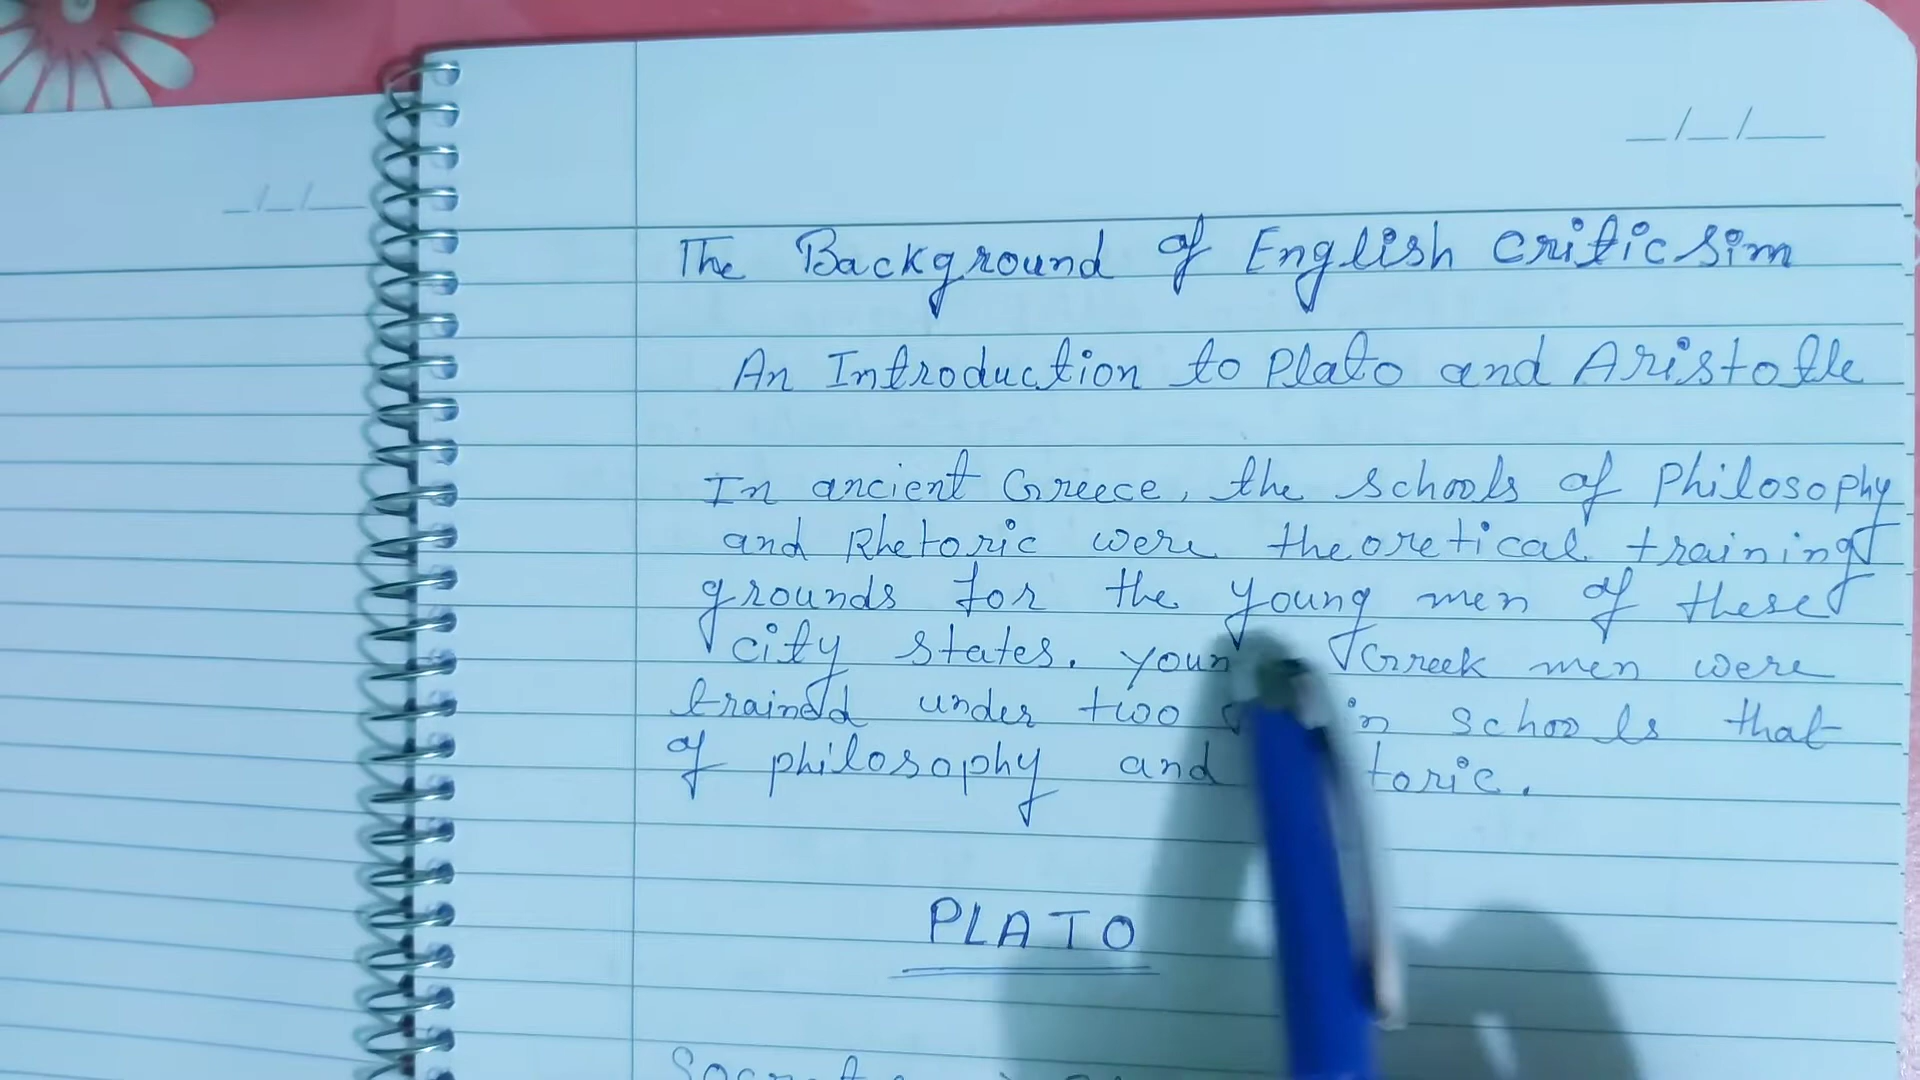 The Background of English criticsim
An Introduction to Plato and Aristotle
In ancient Greece, the schools of Philosophy
and Rhetoric were theoretical training
grounds for the young men of these
city states. Greek men were
trained under two schools that
of philosophy and
PLATO